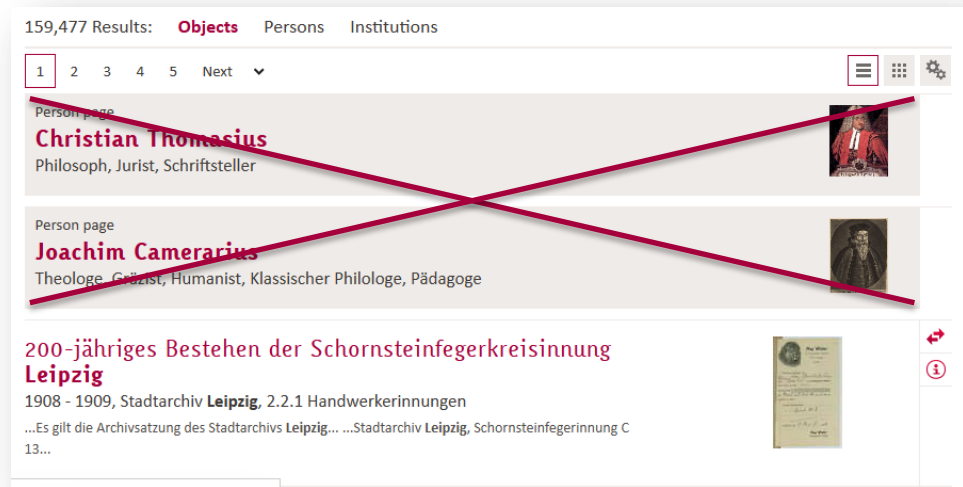 159,477 Results: Objects Persons Institutions
1 2 3 4 5 Next
Person page
Christian Thomasius
Philosoph, Jurist, Schriftsteller
Person page
Joachim Camerarius
Theologe, Gräzist, Humanist, Klassischer Philologe, Pädagoge
200-jähriges Bestehen der Schornsteinfegerkreisinnung
Leipzig
1908 - 1909, Stadtarchiv Leipzig, 2.2.1 Handwerkerinnungen
...Es gilt die Archivsatzung des Stadtarchivs Leipzig... ...Stadtarchiv Leipzig, Schornsteinfegerinnung C
13...